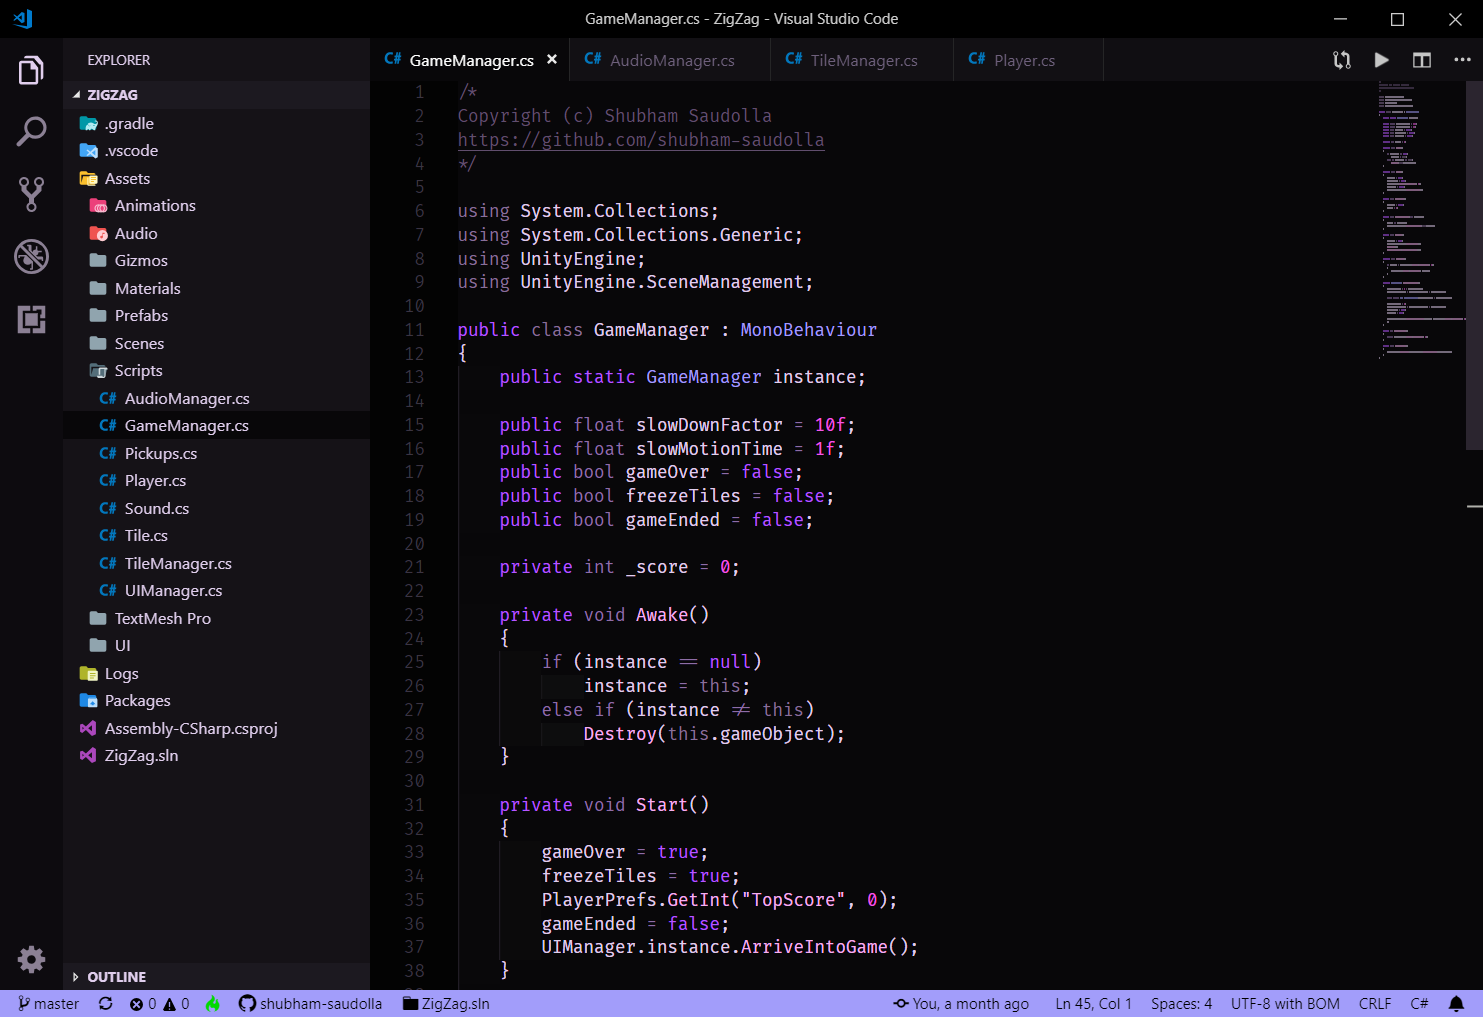 GameManager.cs - ZigZag - Visual Studio Code
EXPLORER
ZIGZAG
.gradle
.vscode
Assets
Animations
Audio
Gizmos
Materials
Prefabs
Scenes
Scripts
C# AudioManager.cs
C# GameManager.cs
C# Pickups.cs
C# Player.cs
C# Sound.cs
C# Tile.cs
C# TileManager.cs
C# UIManager.cs
TextMesh Pro
UI
Logs
Packages
Assembly-CSharp.csproj
ZigZag.sln
OUTLINE
C# GameManager.cs × C# AudioManager.cs C# TileManager.cs C# Player.cs
1 /*
2 Copyright (c) Shubham Saudolla
3 https://github.com/shubham-saudolla
4 */
5
6 using System.Collections;
7 using System.Collections.Generic;
8 using UnityEngine;
9 using UnityEngine.SceneManagement;
10
11 public class GameManager : MonoBehaviour
12 {
13 public static GameManager instance;
14
15 public float slowDownFactor = 10f;
16 public float slowMotionTime = 1f;
17 public bool gameOver = false;
18 public bool freezeTiles = false;
19 public bool gameEnded = false;
20
21 private int _score = 0;
22
23 private void Awake()
24 {
25 if (instance == null)
26 instance = this;
27 else if (instance ≠ this)
28 Destroy(this.gameObject);
29 }
30
31 private void Start()
32 {
33 gameOver = true;
34 freezeTiles = true;
35 PlayerPrefs.GetInt("TopScore", 0);
36 gameEnded = false;
37 UIManager.instance.ArriveIntoGame();
38 }
master 0 0 shubham-saudolla ZigZag.sln You, a month ago Ln 45, Col 1 Spaces: 4 UTF-8 with BOM CRLF C#